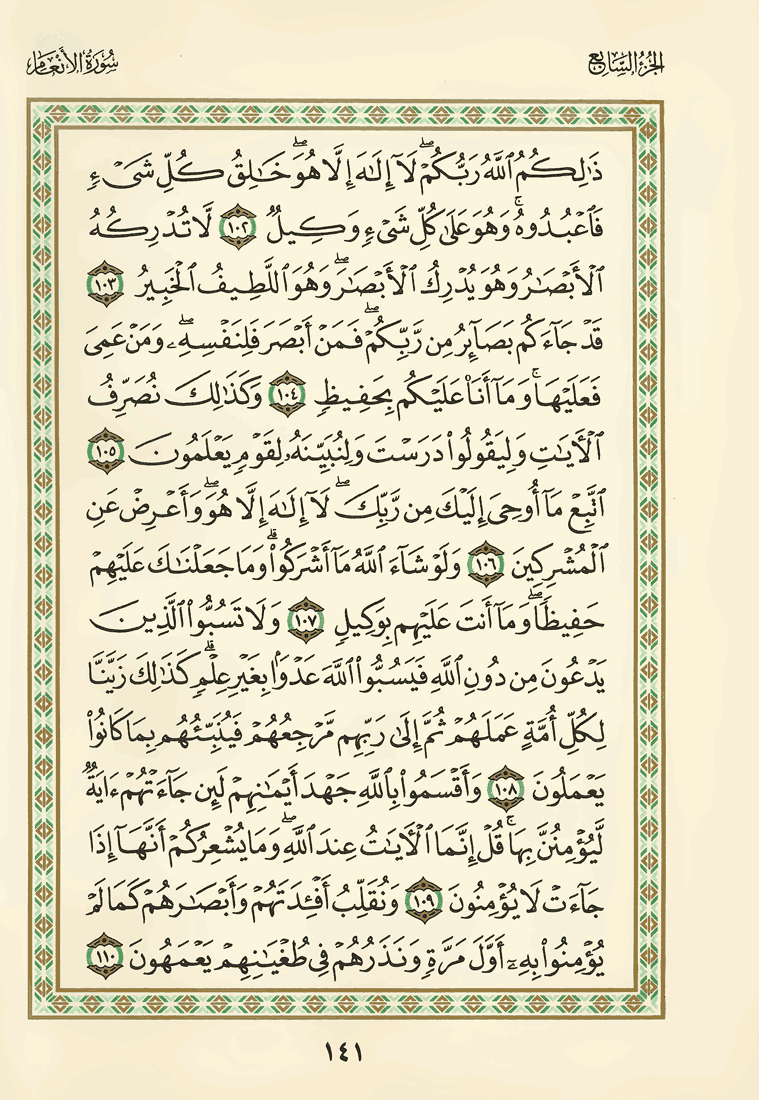 الجزء السابع
سورة الأنعام
ذَٰلِكُمُ ٱللَّهُ رَبُّكُمْۖ لَآ إِلَٰهَ إِلَّا هُوَۖ خَٰلِقُ كُلِّ شَىْءٍ
فَٱعْبُدُوهُۚ وَهُوَ عَلَىٰ كُلِّ شَىْءٍ وَكِيلٌ ١٠٢ لَّا تُدْرِكُهُ
ٱلْأَبْصَٰرُ وَهُوَ يُدْرِكُ ٱلْأَبْصَٰرَۖ وَهُوَ ٱللَّطِيفُ ٱلْخَبِيرُ ١٠٣
قَدْ جَآءَكُم بَصَآئِرُ مِن رَّبِّكُمْۖ فَمَنْ أَبْصَرَ فَلِنَفْسِهِۦۖ وَمَنْ عَمِىَ
فَعَلَيْهَاۚ وَمَآ أَنَا۠ عَلَيْكُم بِحَفِيظٍ ١٠٤ وَكَذَٰلِكَ نُصَرِّفُ
ٱلْأَيَٰتِ وَلِيَقُولُوا۟ دَرَسْتَ وَلِنُبَيِّنَهُۥ لِقَوْمٍ يَعْلَمُونَ ١٠٥
ٱتَّبِعْ مَآ أُوحِىَ إِلَيْكَ مِن رَّبِّكَۖ لَآ إِلَٰهَ إِلَّا هُوَۖ وَأَعْرِضْ عَنِ
ٱلْمُشْرِكِينَ ١٠٦ وَلَوْ شَآءَ ٱللَّهُ مَآ أَشْرَكُوا۟ۗ وَمَا جَعَلْنَٰكَ عَلَيْهِمْ
حَفِيظًاۖ وَمَآ أَنتَ عَلَيْهِم بِوَكِيلٍ ١٠٧ وَلَا تَسُبُّوا۟ ٱلَّذِينَ
يَدْعُونَ مِن دُونِ ٱللَّهِ فَيَسُبُّوا۟ ٱللَّهَ عَدْوًۢا بِغَيْرِ عِلْمٍۗ كَذَٰلِكَ زَيَّنَّا
لِكُلِّ أُمَّةٍ عَمَلَهُمْ ثُمَّ إِلَىٰ رَبِّهِم مَّرْجِعُهُمْ فَيُنَبِّئُهُم بِمَا كَانُوا۟
يَعْمَلُونَ ١٠٨ وَأَقْسَمُوا۟ بِٱللَّهِ جَهْدَ أَيْمَٰنِهِمْ لَئِن جَآءَتْهُمْ ءَايَةٌ
لَّيُؤْمِنُنَّ بِهَاۚ قُلْ إِنَّمَا ٱلْأَيَٰتُ عِندَ ٱللَّهِۖ وَمَا يُشْعِرُكُمْ أَنَّهَآ إِذَا
جَآءَتْ لَا يُؤْمِنُونَ ١٠٩ وَنُقَلِّبُ أَفْـِٔدَتَهُمْ وَأَبْصَٰرَهُمْ كَمَا لَمْ
يُؤْمِنُوا۟ بِهِۦٓ أَوَّلَ مَرَّةٍ وَنَذَرُهُمْ فِى طُغْيَٰنِهِمْ يَعْمَهُونَ ١١٠
١٤١